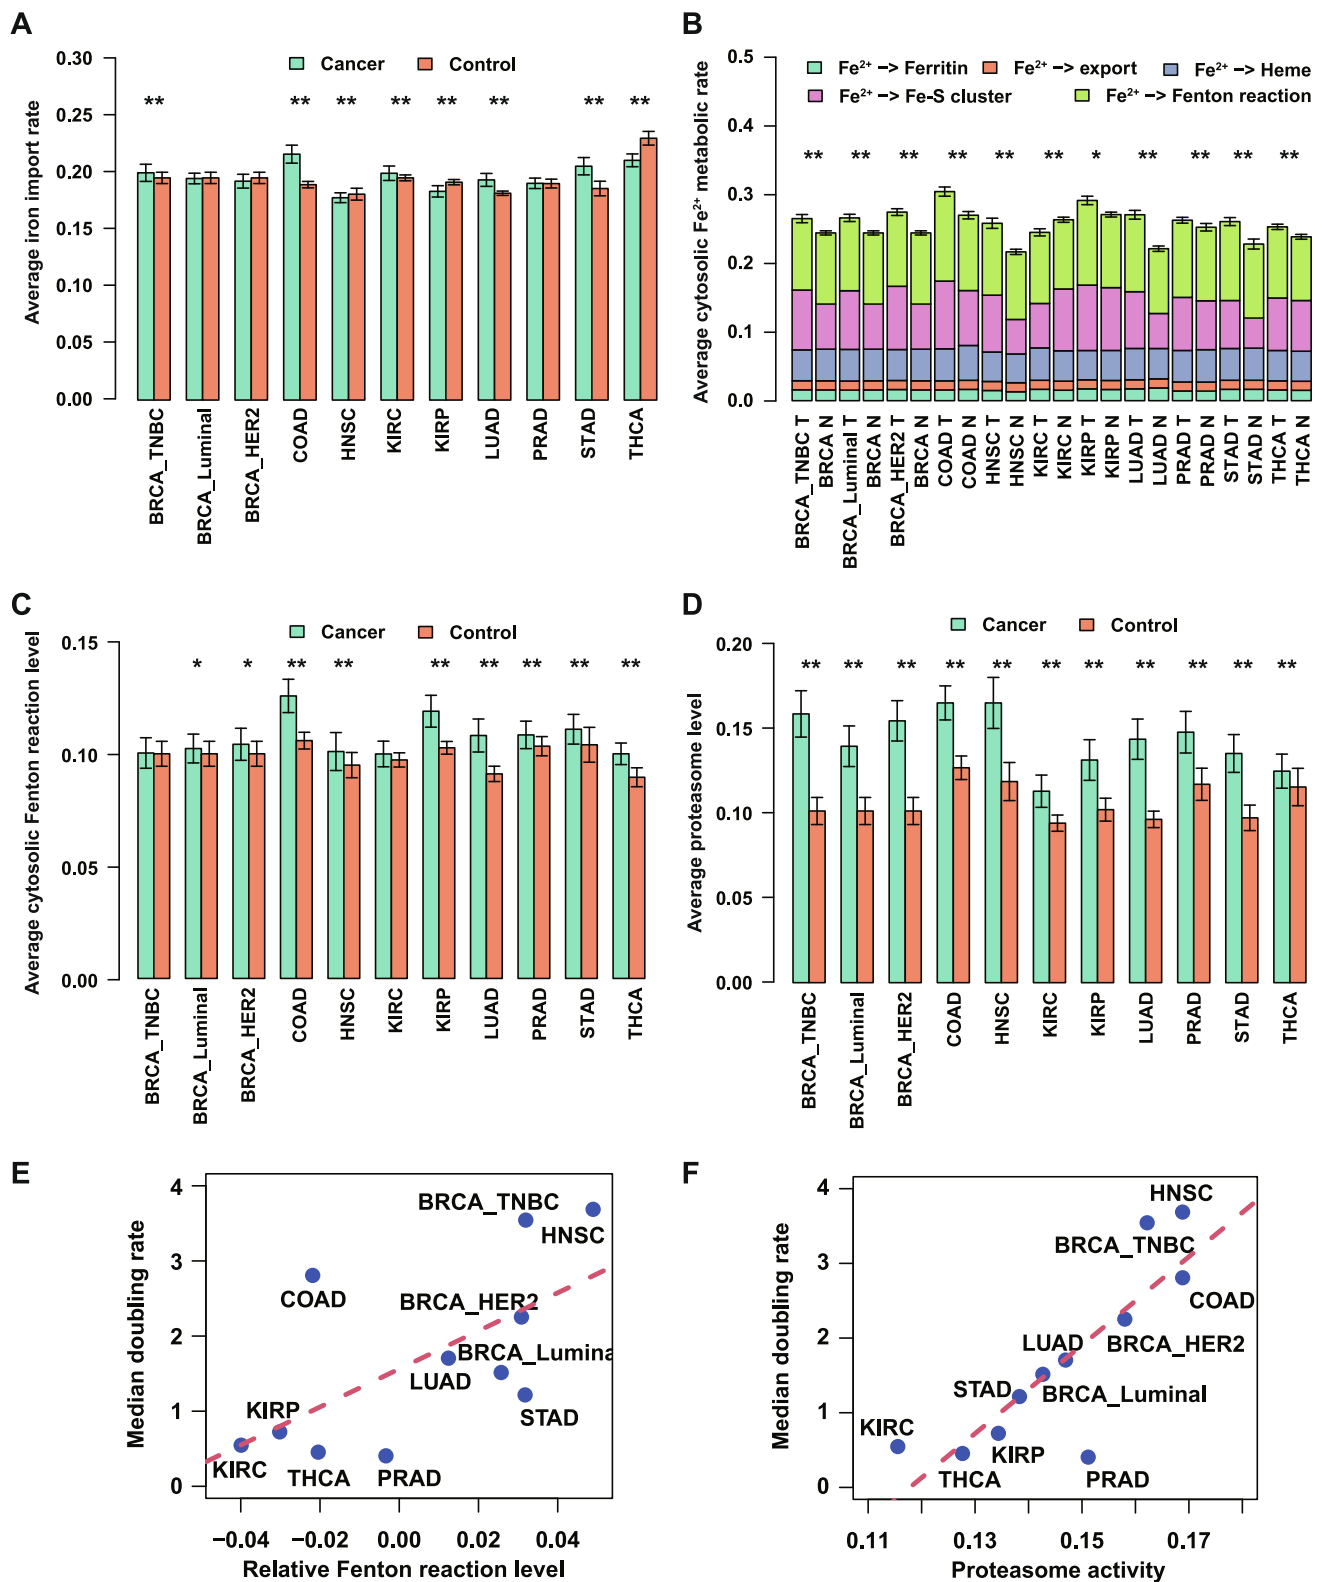 A
Cancer Control
Average iron import rate
0.30
0.25
0.20
0.15
0.10
0.05
0.00
** ** ** ** ** ** ** **
BRCA_TNBC
BRCA_Luminal
BRCA_HER2
COAD
HNSC
KIRC
KIRP
LUAD
PRAD
STAD
THCA
B
Fe²⁺ –> Ferritin Fe²⁺ –> export Fe²⁺ –> Heme
Fe²⁺ –> Fe-S cluster Fe²⁺ –> Fenton reaction
Average cytosolic Fe²⁺ metabolic rate
0.5
0.4
0.3
0.2
0.1
0.0
** ** ** ** ** ** * ** ** ** **
BRCA_TNBC T
BRCA N
BRCA_Luminal T
BRCA N
BRCA_HER2 T
BRCA N
COAD T
COAD N
HNSC T
HNSC N
KIRC T
KIRC N
KIRP T
KIRP N
LUAD T
LUAD N
PRAD T
PRAD N
STAD T
STAD N
THCA T
THCA N
C
Cancer Control
Average cytosolic Fenton reaction level
0.15
0.10
0.05
0.00
* * ** ** ** ** ** ** **
BRCA_TNBC
BRCA_Luminal
BRCA_HER2
COAD
HNSC
KIRC
KIRP
LUAD
PRAD
STAD
THCA
D
Cancer Control
Average proteasome level
0.20
0.15
0.10
0.05
0.00
** ** ** ** ** ** ** ** ** ** **
BRCA_TNBC
BRCA_Luminal
BRCA_HER2
COAD
HNSC
KIRC
KIRP
LUAD
PRAD
STAD
THCA
E
Median doubling rate
4
3
2
1
0
BRCA_TNBC
HNSC
COAD
BRCA_HER2
BRCA_Lumina
LUAD
STAD
KIRP
KIRC
THCA
PRAD
−0.04 −0.02 0.00 0.02 0.04
Relative Fenton reaction level
F
Median doubling rate
4
3
2
1
0
HNSC
BRCA_TNBC
COAD
LUAD
BRCA_HER2
STAD
BRCA_Luminal
KIRC
KIRP
THCA
PRAD
0.11 0.13 0.15 0.17
Proteasome activity